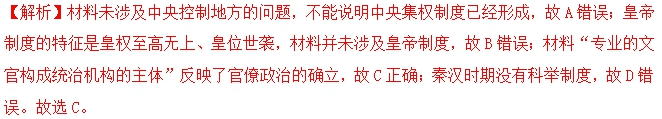 【解析】材料未涉及中央控制地方的问题，不能说明中央集权制度已经形成，故 A 错误；皇帝
制度的特征是皇权至高无上、皇位世袭，材料并未涉及皇帝制度，故 B 错误；材料“专业的文
官构成统治机构的主体”反映了官僚政治的确立，故 C 正确；秦汉时期没有科举制度，故 D 错
误。故选 C。